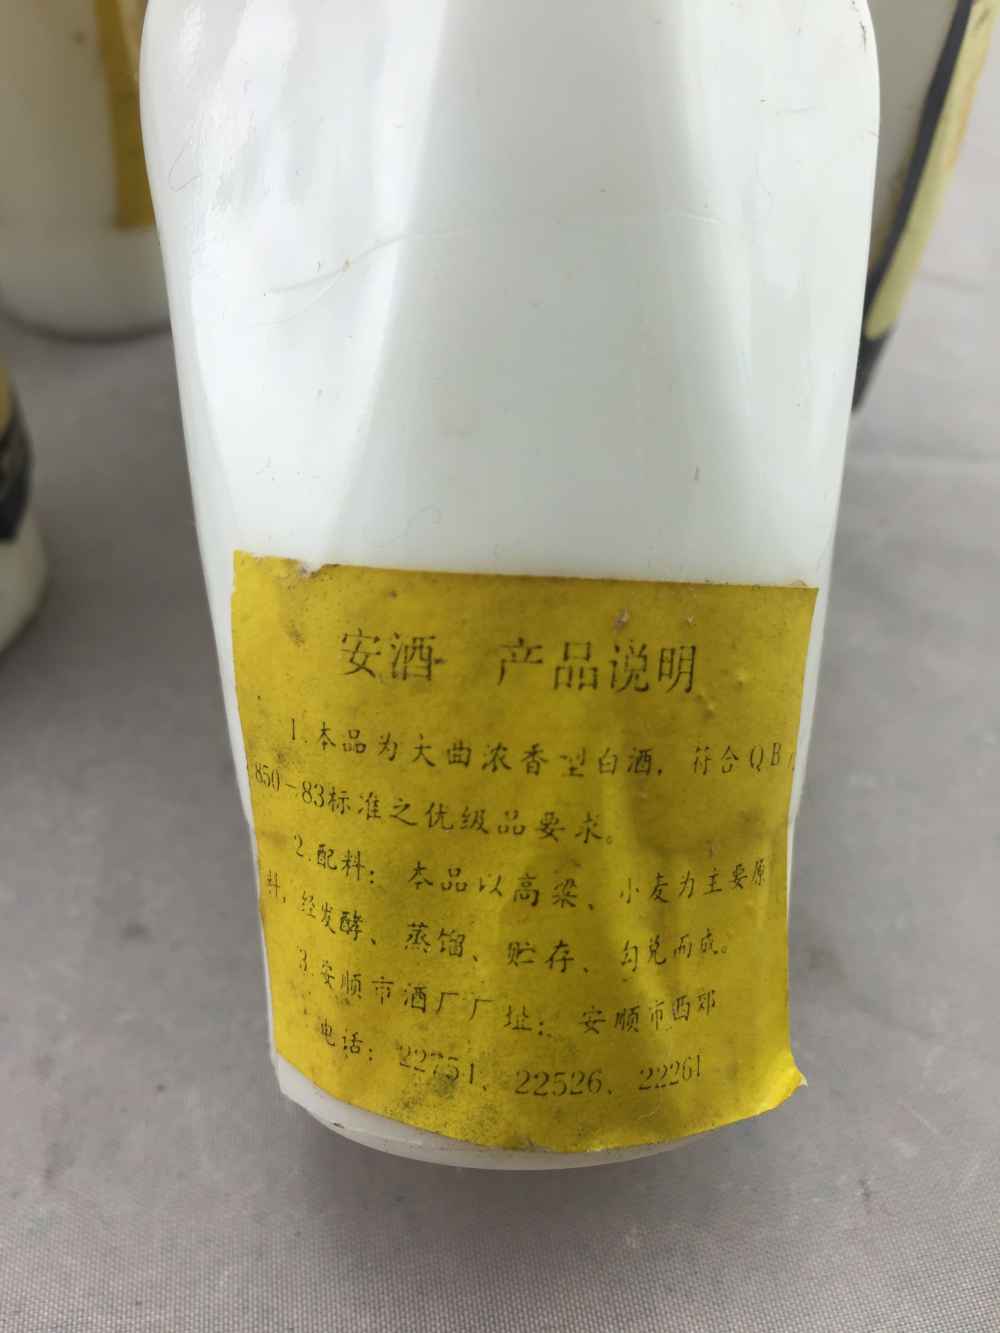 安酒 产品说明
1.本品为大曲浓香型白酒，符合QB
850-83标准之优级品要求。
2.配料：本品以高粱、小麦为主要原
料，经发酵、蒸馏、贮存、勾兑而成。
3.安顺市酒厂厂址：安顺市西郊
电话：22751、22526、22261